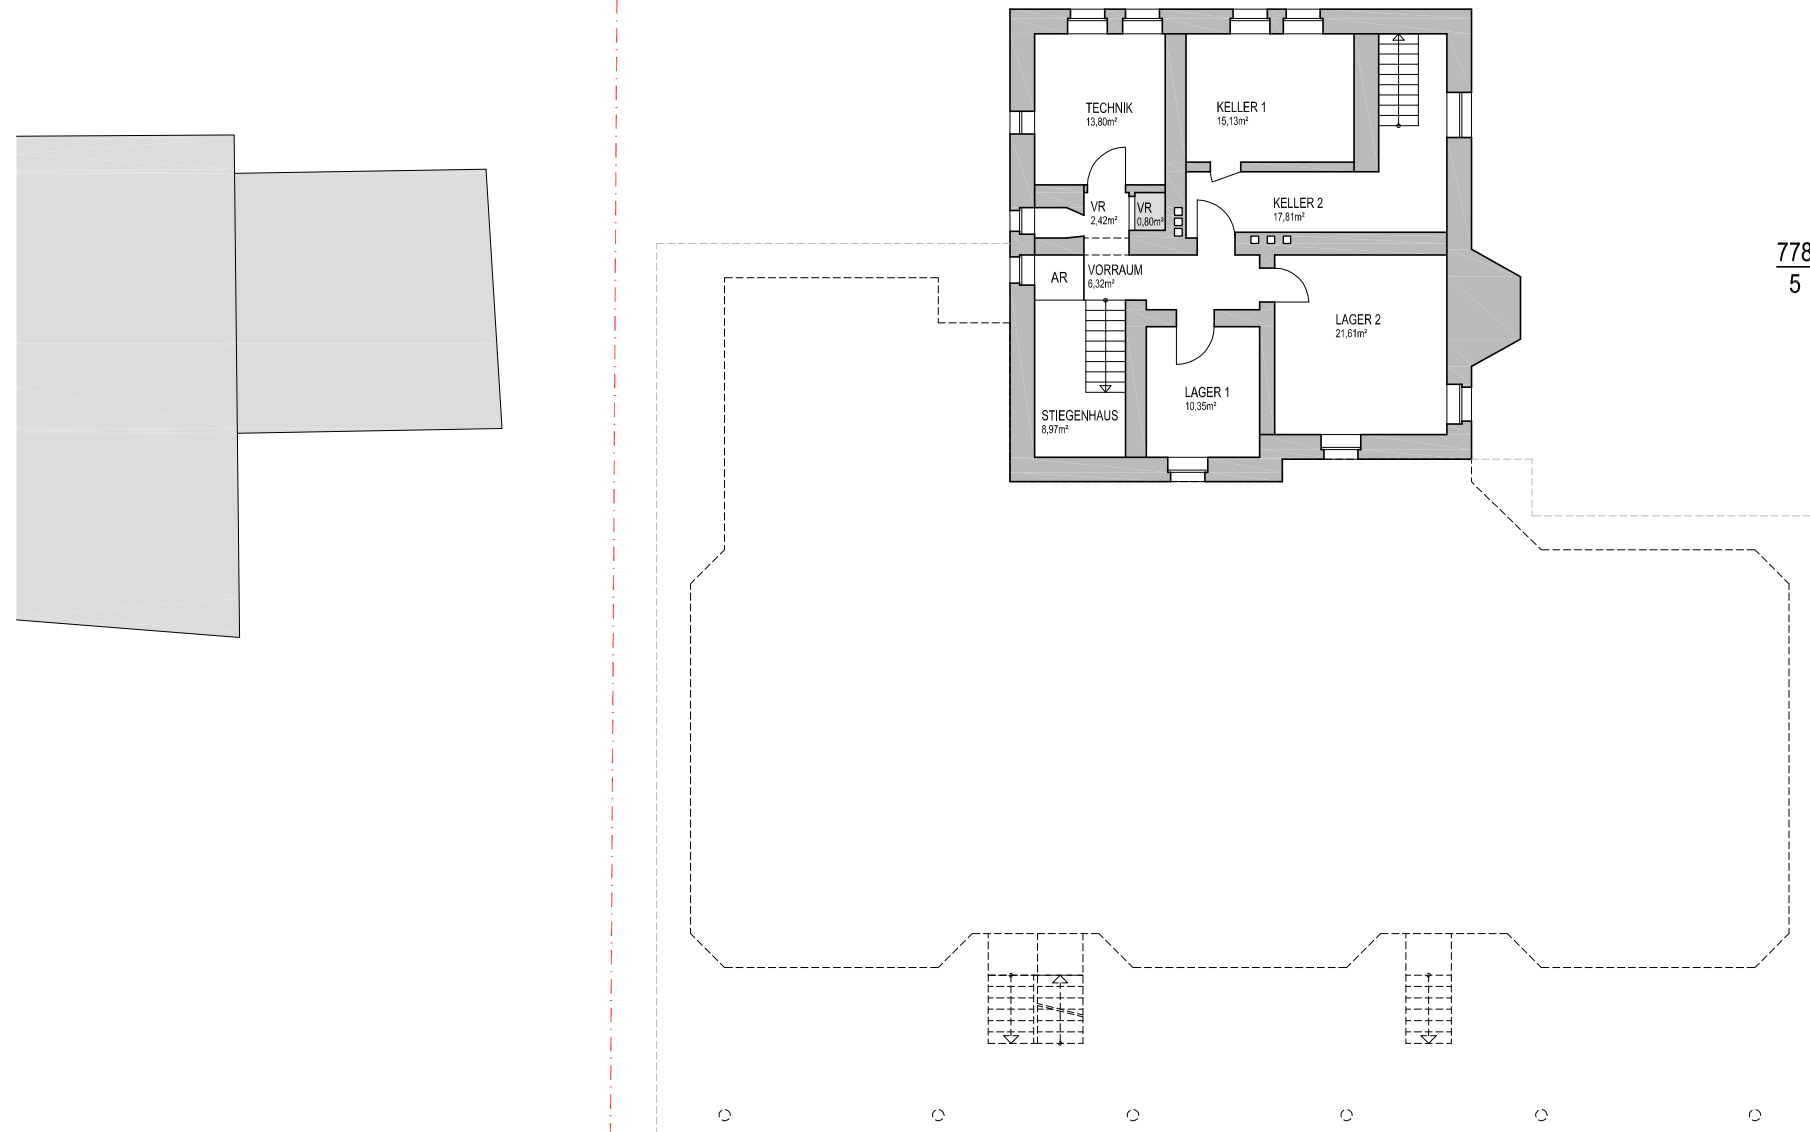 TECHNIK
13,80m²
KELLER 1
15,13m²
VR
2,42m²
VR
0,80m²
KELLER 2
17,81m²
778
5
AR
VORRAUM
6,32m²
LAGER 2
21,61m²
LAGER 1
10,35m²
STIEGENHAUS
8,97m²